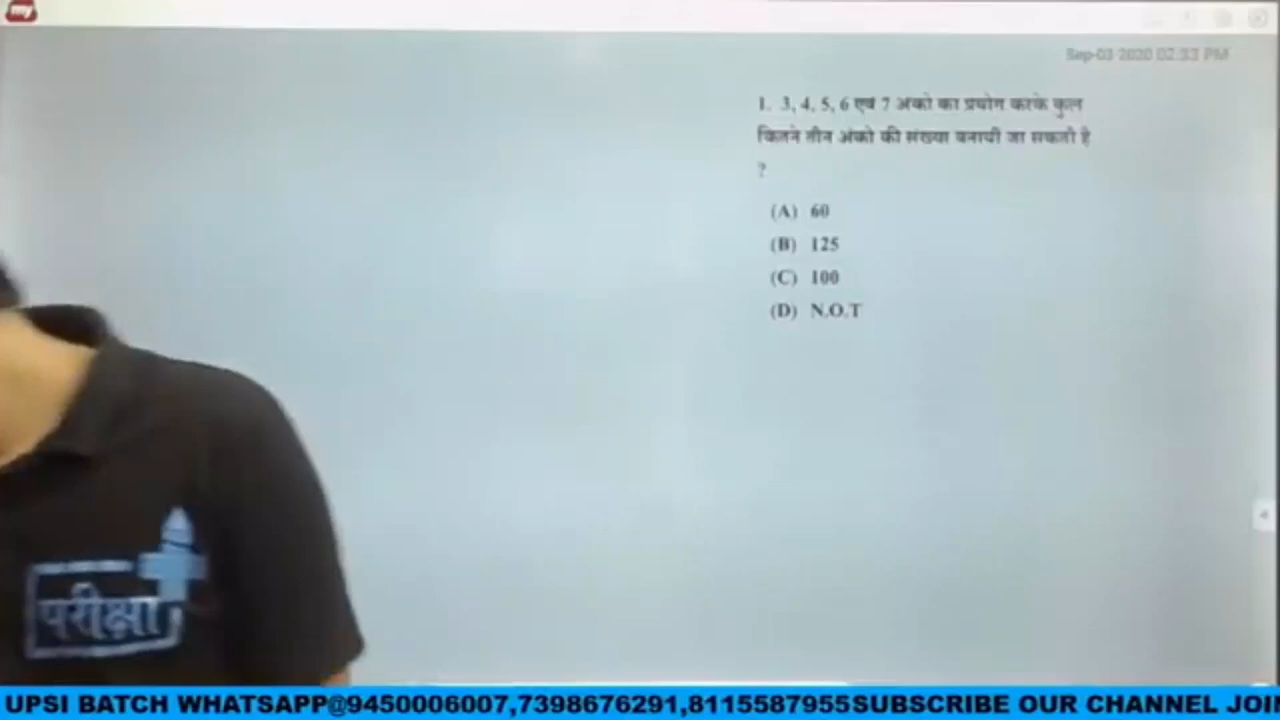 my
Sep-03 2020 02:33 PM
1. 3, 4, 5, 6 एवं 7 अंको का प्रयोग करके कुल
कितने तीन अंको की संख्या बनायी जा सकती है
?
(A) 60
(B) 125
(C) 100
(D) N.O.T
परीक्षा
UPSI BATCH WHATSAPP@9450006007,7398676291,8115587955SUBSCRIBE OUR CHANNEL JOI